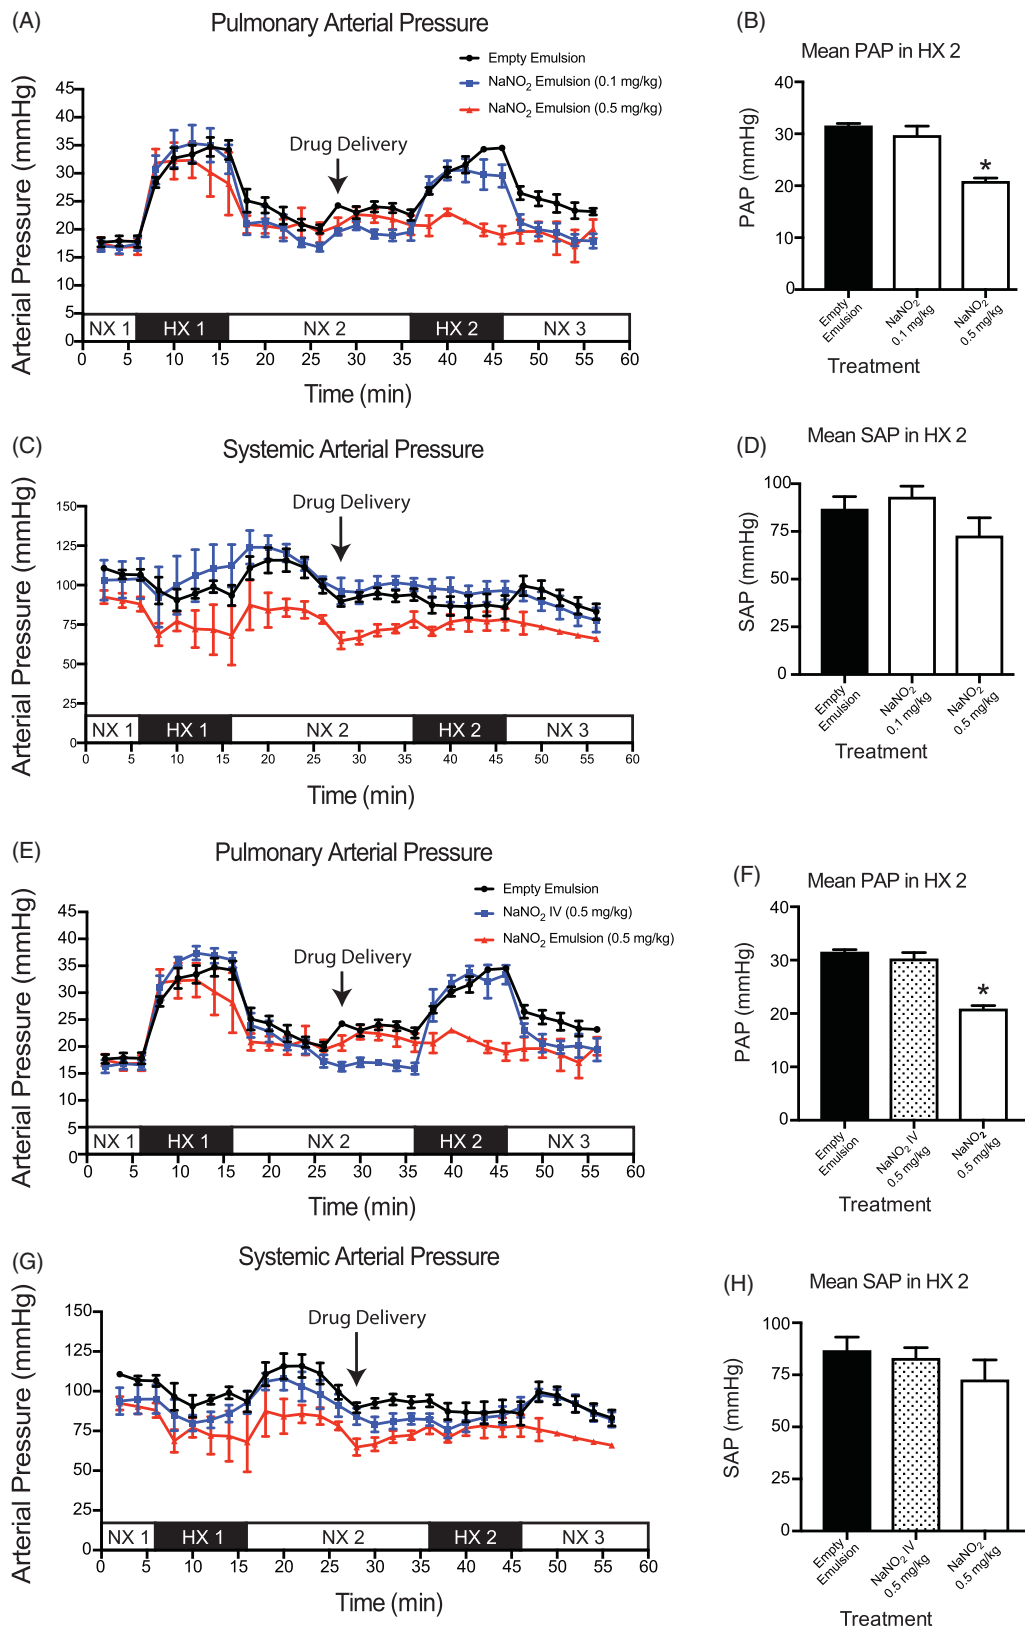 (A)
Pulmonary Arterial Pressure
Empty Emulsion
NaNO2 Emulsion (0.1 mg/kg)
NaNO2 Emulsion (0.5 mg/kg)
Arterial Pressure (mmHg)
45
40
35
30
25
20
15
10
5
0
Drug Delivery
NX 1 HX 1 NX 2 HX 2 NX 3
0 5 10 15 20 25 30 35 40 45 50 55 60
Time (min)
(B)
Mean PAP in HX 2
PAP (mmHg)
40
30
20
10
0
*
Empty
Emulsion
NaNO2
0.1 mg/kg
NaNO2
0.5 mg/kg
Treatment
(C)
Systemic Arterial Pressure
Arterial Pressure (mmHg)
150
125
100
75
50
25
0
Drug Delivery
NX 1 HX 1 NX 2 HX 2 NX 3
0 5 10 15 20 25 30 35 40 45 50 55 60
Time (min)
(D)
Mean SAP in HX 2
SAP (mmHg)
100
75
50
25
0
Empty
Emulsion
NaNO2
0.1 mg/kg
NaNO2
0.5 mg/kg
Treatment
(E)
Pulmonary Arterial Pressure
Empty Emulsion
NaNO2 IV (0.5 mg/kg)
NaNO2 Emulsion (0.5 mg/kg)
Arterial Pressure (mmHg)
45
40
35
30
25
20
15
10
5
0
Drug Delivery
NX 1 HX 1 NX 2 HX 2 NX 3
0 5 10 15 20 25 30 35 40 45 50 55 60
Time (min)
(F)
Mean PAP in HX 2
PAP (mmHg)
40
30
20
10
0
*
Empty
Emulsion
NaNO2 IV
0.5 mg/kg
NaNO2
0.5 mg/kg
Treatment
(G)
Systemic Arterial Pressure
Arterial Pressure (mmHg)
150
125
100
75
50
25
0
Drug Delivery
NX 1 HX 1 NX 2 HX 2 NX 3
0 5 10 15 20 25 30 35 40 45 50 55 60
Time (min)
(H)
Mean SAP in HX 2
SAP (mmHg)
100
75
50
25
0
Empty
Emulsion
NaNO2 IV
0.5 mg/kg
NaNO2
0.5 mg/kg
Treatment